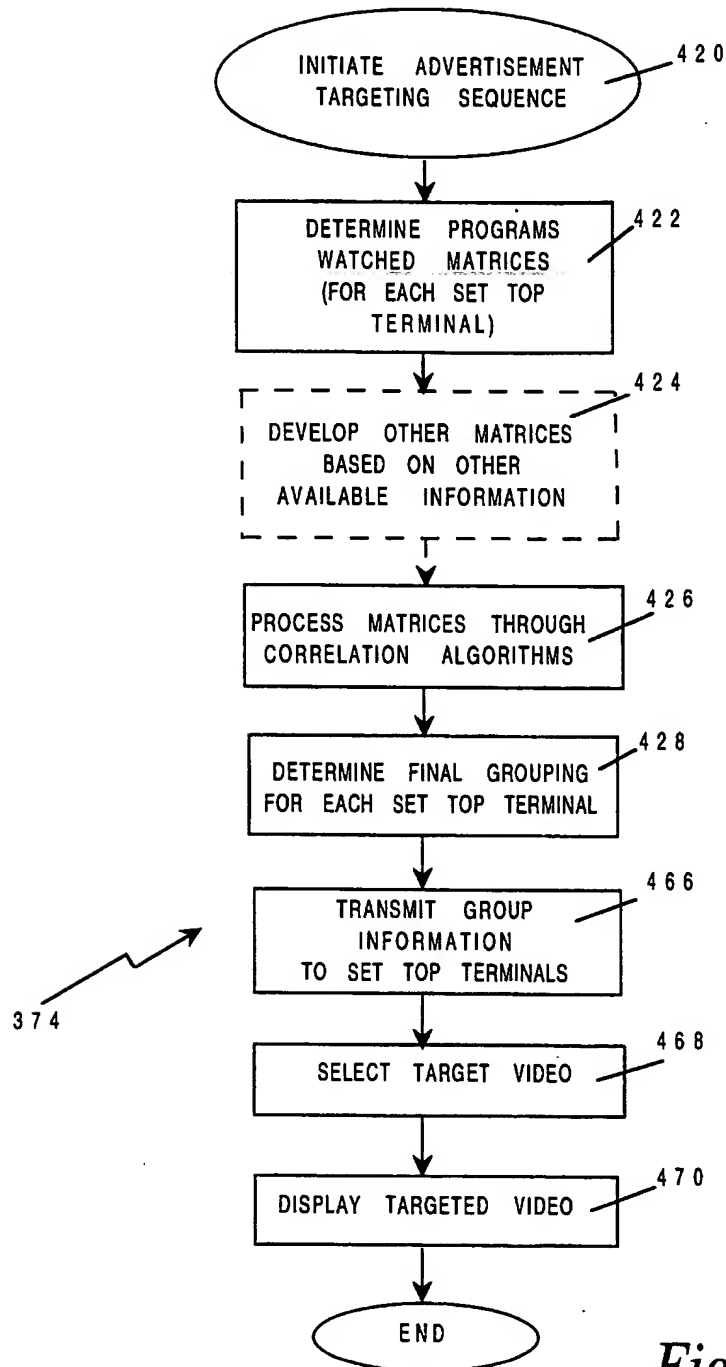 INITIATE ADVERTISEMENT
TARGETING SEQUENCE
420
DETERMINE PROGRAMS
WATCHED MATRICES
(FOR EACH SET TOP
TERMINAL)
422
424
DEVELOP OTHER MATRICES
BASED ON OTHER
AVAILABLE INFORMATION
426
PROCESS MATRICES THROUGH
CORRELATION ALGORITHMS
428
DETERMINE FINAL GROUPING
FOR EACH SET TOP TERMINAL
466
TRANSMIT GROUP
INFORMATION
TO SET TOP TERMINALS
374
468
SELECT TARGET VIDEO
470
DISPLAY TARGETED VIDEO
END